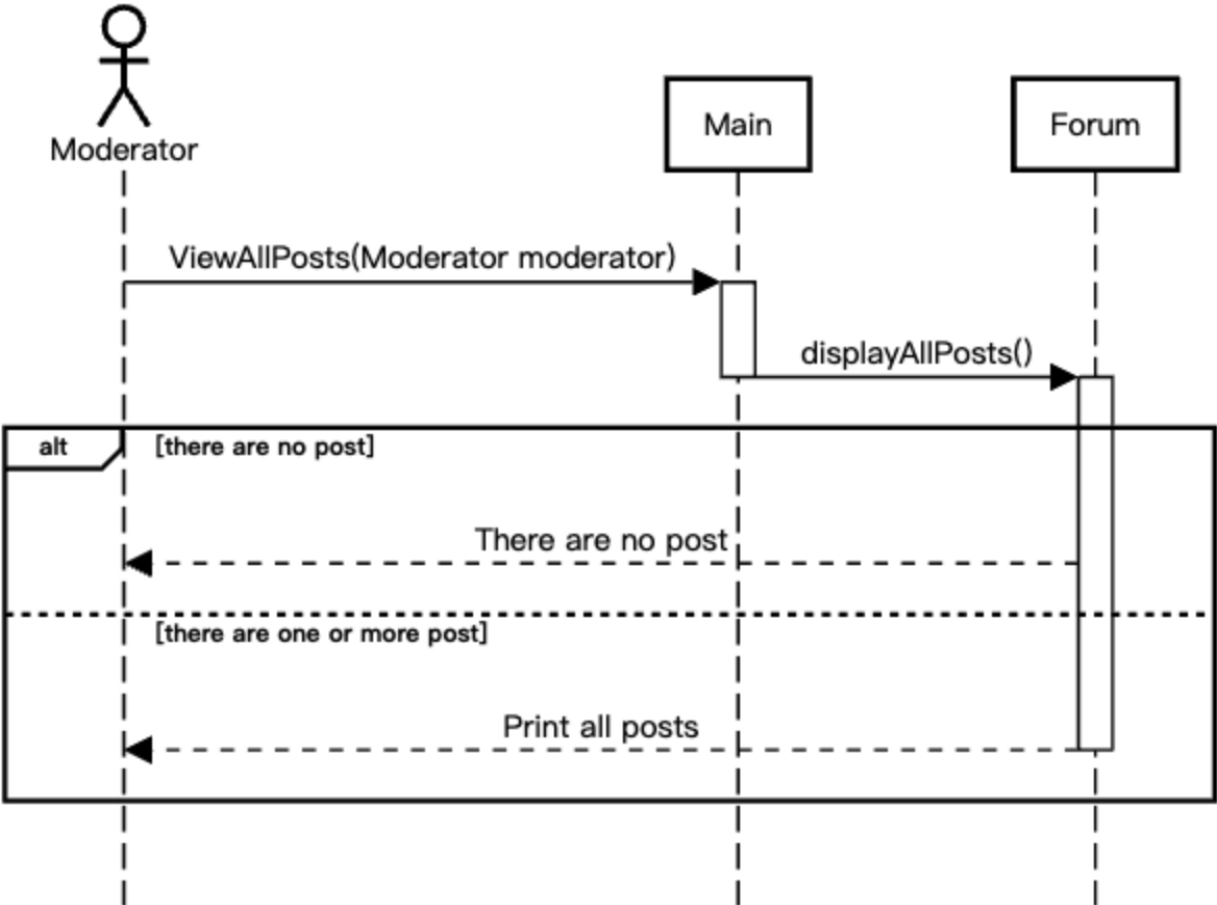 Moderator
Main
Forum
ViewAllPosts(Moderator moderator)
displayAllPosts()
alt
[there are no post]
There are no post
[there are one or more post]
Print all posts